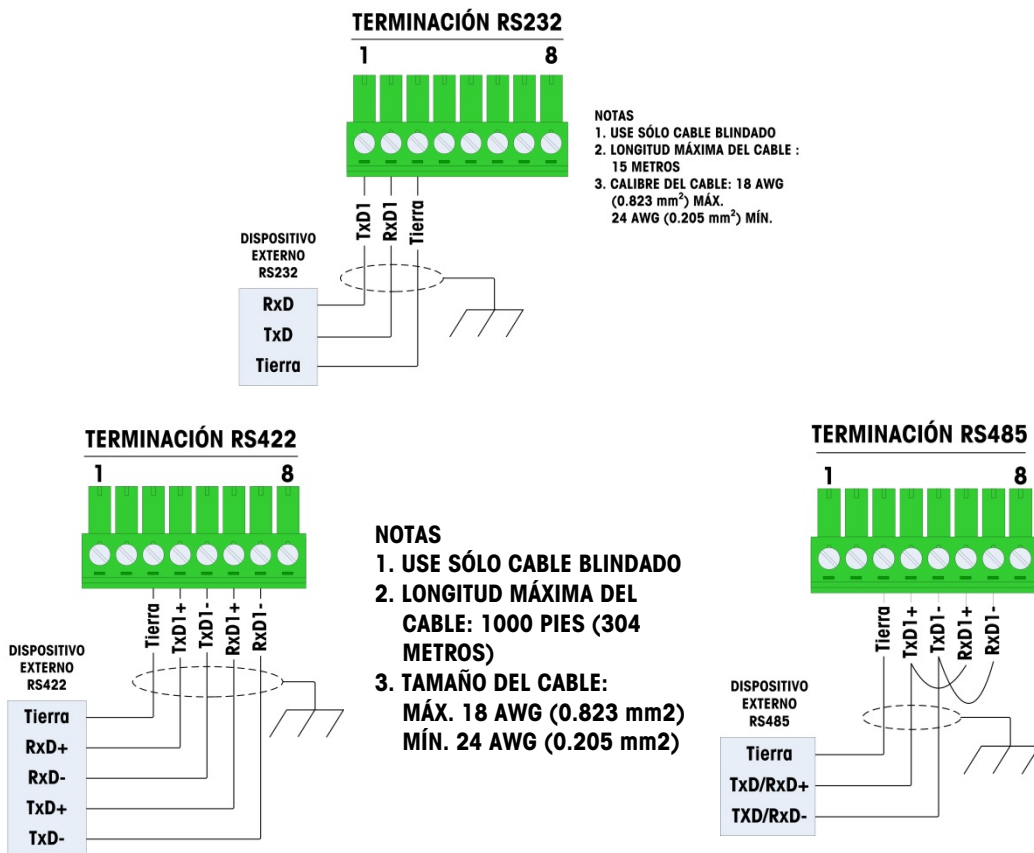 TERMINACIÓN RS232
1 8
TxD1
RxD1
Tierra
NOTAS
1. USE SÓLO CABLE BLINDADO
2. LONGITUD MÁXIMA DEL CABLE :
15 METROS
3. CALIBRE DEL CABLE: 18 AWG
(0.823 mm²) MÁX.
24 AWG (0.205 mm²) MÍN.
DISPOSITIVO
EXTERNO
RS232
RxD
TxD
Tierra
TERMINACIÓN RS422
1 8
Tierra
TxD1+
TxD1-
RxD1+
RxD1-
DISPOSITIVO
EXTERNO
RS422
Tierra
RxD+
RxD-
TxD+
TxD-
NOTAS
1. USE SÓLO CABLE BLINDADO
2. LONGITUD MÁXIMA DEL
CABLE: 1000 PIES (304
METROS)
3. TAMAÑO DEL CABLE:
MÁX. 18 AWG (0.823 mm2)
MÍN. 24 AWG (0.205 mm2)
TERMINACIÓN RS485
1 8
Tierra
TxD1+
TxD1-
RxD1+
RxD1-
DISPOSITIVO
EXTERNO
RS485
Tierra
TxD/RxD+
TXD/RxD-